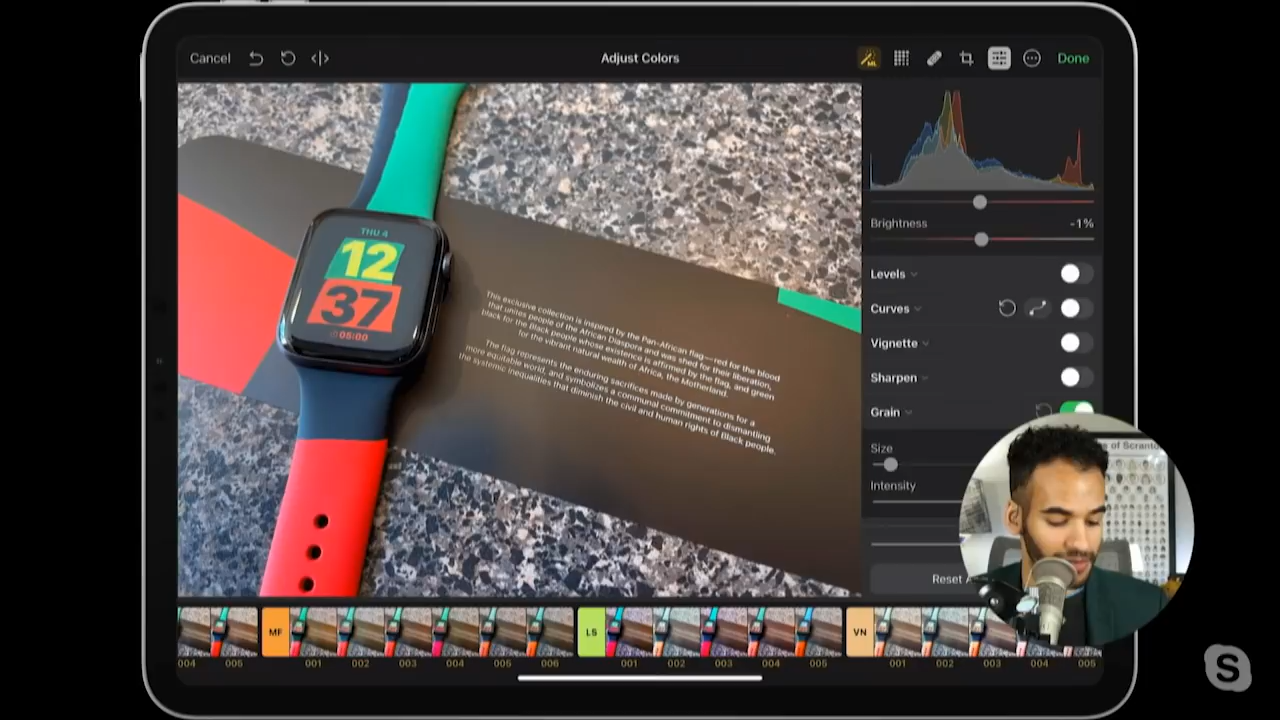 Cancel
Adjust Colors
ML
Done
THU 4
12
37
05:00
This exclusive collection is inspired by the Pan-African flag—red for the blood
that unites people of the African Diaspora and was shed for their liberation,
black for the Black people whose existence is affirmed by the flag, and green
for the vibrant natural wealth of Africa, the Motherland.
The flag represents the enduring sacrifices made by generations for a
more equitable world, and symbolizes a communal commitment to dismantling
the systemic inequalities that diminish the civil and human rights of Black people.
Brightness -1%
Levels
Curves
Vignette
Sharpen
Grain
Size
Intensity
Reset
es of Scranton
MF
LS
VN
004 005 001 002 003 004 005 006 001 002 003 004 005 001 002 003 004 005
S